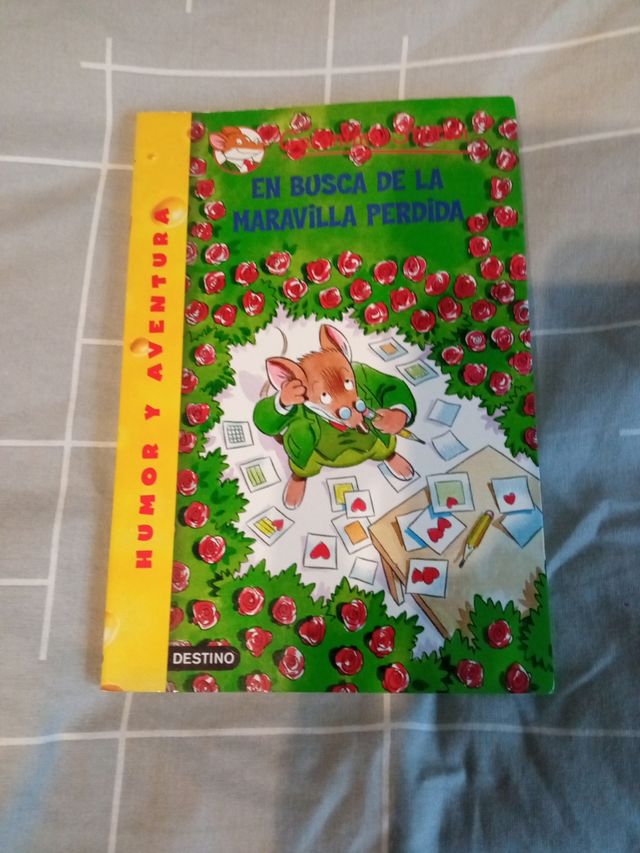 EN BUSCA DE LA
MARAVILLA PERDIDA
HUMOR Y AVENTURA
DESTINO